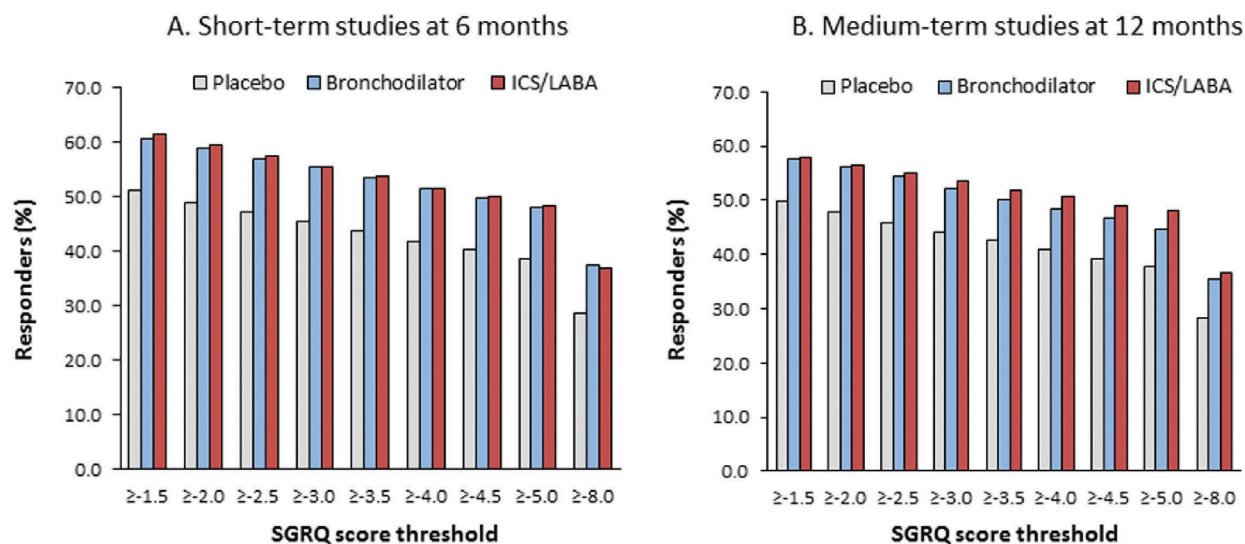 A. Short-term studies at 6 months
Placebo Bronchodilator ICS/LABA
70.0
60.0
50.0
40.0
30.0
20.0
10.0
0.0
Responders (%)
≥-1.5 ≥-2.0 ≥-2.5 ≥-3.0 ≥-3.5 ≥-4.0 ≥-4.5 ≥-5.0 ≥-8.0
SGRQ score threshold
B. Medium-term studies at 12 months
Placebo Bronchodilator ICS/LABA
70.0
60.0
50.0
40.0
30.0
20.0
10.0
0.0
Responders (%)
≥-1.5 ≥-2.0 ≥-2.5 ≥-3.0 ≥-3.5 ≥-4.0 ≥-4.5 ≥-5.0 ≥-8.0
SGRQ score threshold